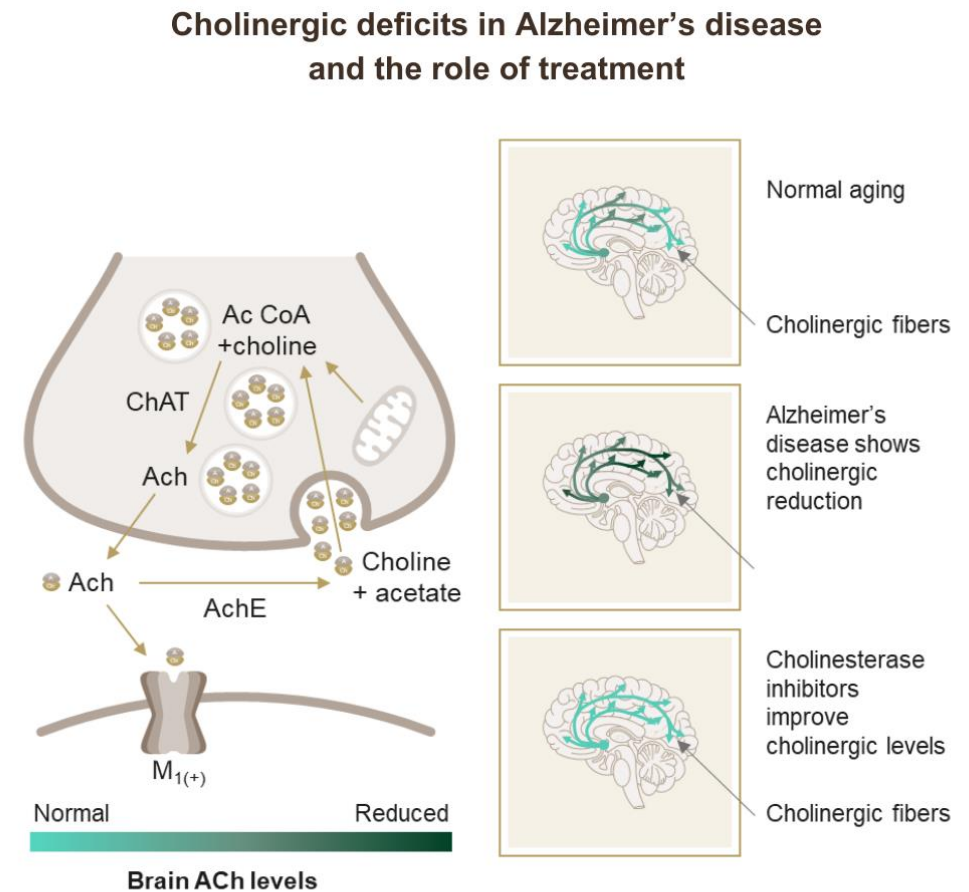 Cholinergic deficits in Alzheimer's disease
and the role of treatment
Ac CoA
+choline
ChAT
Ach
Ach
AchE
Choline
+ acetate
M1(+)
Normal
Reduced
Brain ACh levels
Normal aging
Cholinergic fibers
Alzheimer's
disease shows
cholinergic
reduction
Cholinesterase
inhibitors
improve
cholinergic levels
Cholinergic fibers